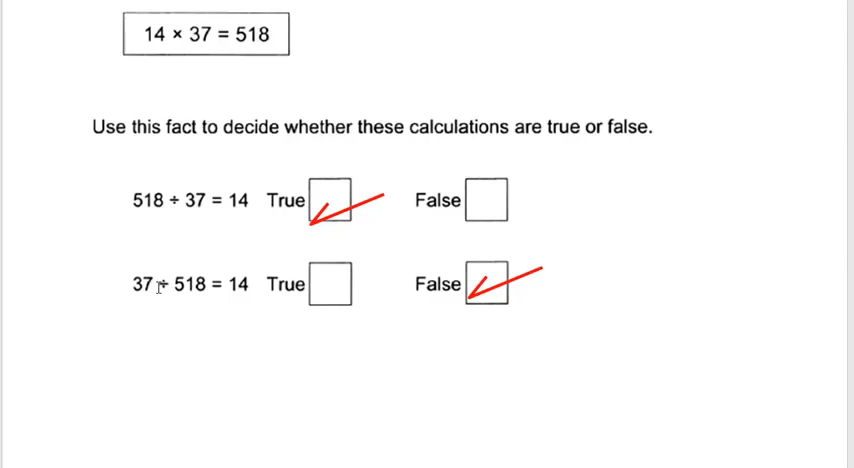 14 × 37 = 518
Use this fact to decide whether these calculations are true or false.
518 ÷ 37 = 14 True False
37 ÷ 518 = 14 True False